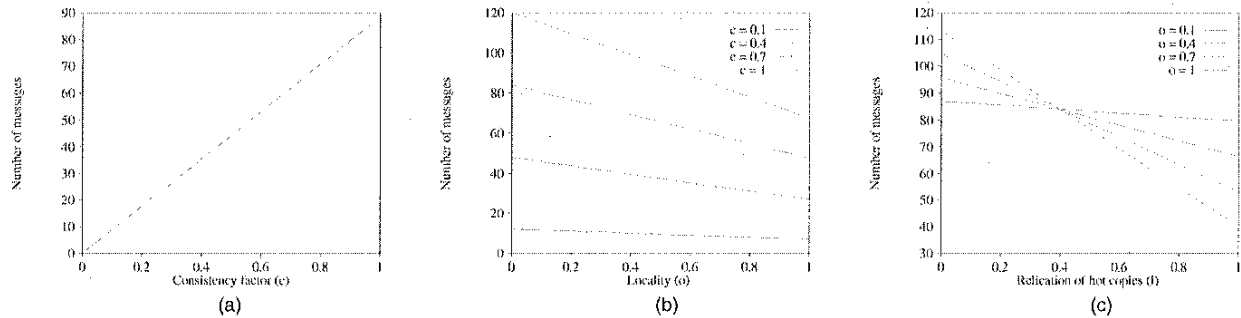 90
80
70
60
50
40
30
20
10
0
Number of messages
0
0.2
0.4
0.6
0.8
1
Consistency factor (c)
(a)
120
100
80
60
40
20
0
Number of messages
c = 0.1
c = 0.4
c = 0.7
c = 1
0
0.2
0.4
0.6
0.8
1
Locality (o)
(b)
120
110
100
90
80
70
60
50
40
30
Number of messages
o = 0.1
o = 0.4
o = 0.7
o = 1
0
0.2
0.4
0.6
0.8
1
Relication of hot copies (l)
(c)